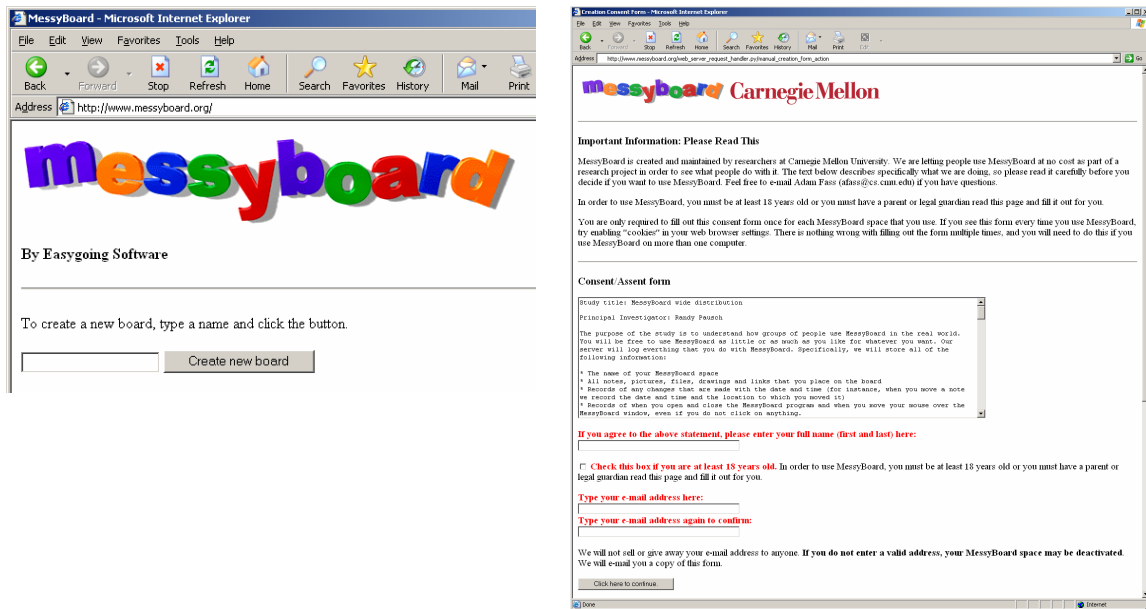 MessyBoard - Microsoft Internet Explorer
File Edit View Favorites Tools Help
Back Forward Stop Refresh Home Search Favorites History Mail Print
Address http://www.messyboard.org/
messyboard
By Easygoing Software
To create a new board, type a name and click the button.
Create new board
Creation Consent Form - Microsoft Internet Explorer
File Edit View Favorites Tools Help
Back Forward Stop Refresh Home Search Favorites History Mail Print Edit
Address http://www.messyboard.org/web_server_request_handler.py/manual_creation_form_action Go
messyboard Carnegie Mellon
Important Information: Please Read This
MessyBoard is created and maintained by researchers at Carnegie Mellon University. We are letting people use MessyBoard at no cost as part of a
research project in order to see what people do with it. The text below describes specifically what we are doing, so please read it carefully before you
decide if you want to use MessyBoard. Feel free to e-mail Adam Fass (afass@cs.cmu.edu) if you have questions.
In order to use MessyBoard, you must be at least 18 years old or you must have a parent or legal guardian read this page and fill it out for you.
You are only required to fill out this consent form once for each MessyBoard space that you use. If you see this form every time you use MessyBoard,
try enabling "cookies" in your web browser settings. There is nothing wrong with filling out the form multiple times, and you will need to do this if you
use MessyBoard on more than one computer.
Consent/Assent form
Study title: MessyBoard wide distribution
Principal Investigator: Randy Pausch
The purpose of the study is to understand how groups of people use MessyBoard in the real world.
You will be free to use MessyBoard as little or as much as you like for whatever you want. Our
server will log everthing that you do with MessyBoard. Specifically, we will store all of the
following information:
* The name of your MessyBoard space
* All notes, pictures, files, drawings and links that you place on the board
* Records of any changes that are made with the date and time (for instance, when you move a note
we record the date and time and the location to which you moved it)
* Records of when you open and close the MessyBoard program and when you move your mouse over the
MessyBoard window, even if you do not click on anything.
If you agree to the above statement, please enter your full name (first and last) here:
Check this box if you are at least 18 years old. In order to use MessyBoard, you must be at least 18 years old or you must have a parent or
legal guardian read this page and fill it out for you.
Type your e-mail address here:
Type your e-mail address again to confirm:
We will not sell or give away your e-mail address to anyone. If you do not enter a valid address, your MessyBoard space may be deactivated.
We will e-mail you a copy of this form.
Click here to continue.
Done Internet